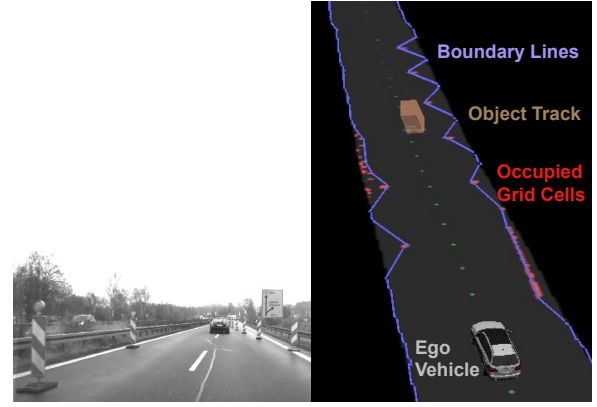 Boundary Lines
Object Track
Occupied
Grid Cells
Ego
Vehicle